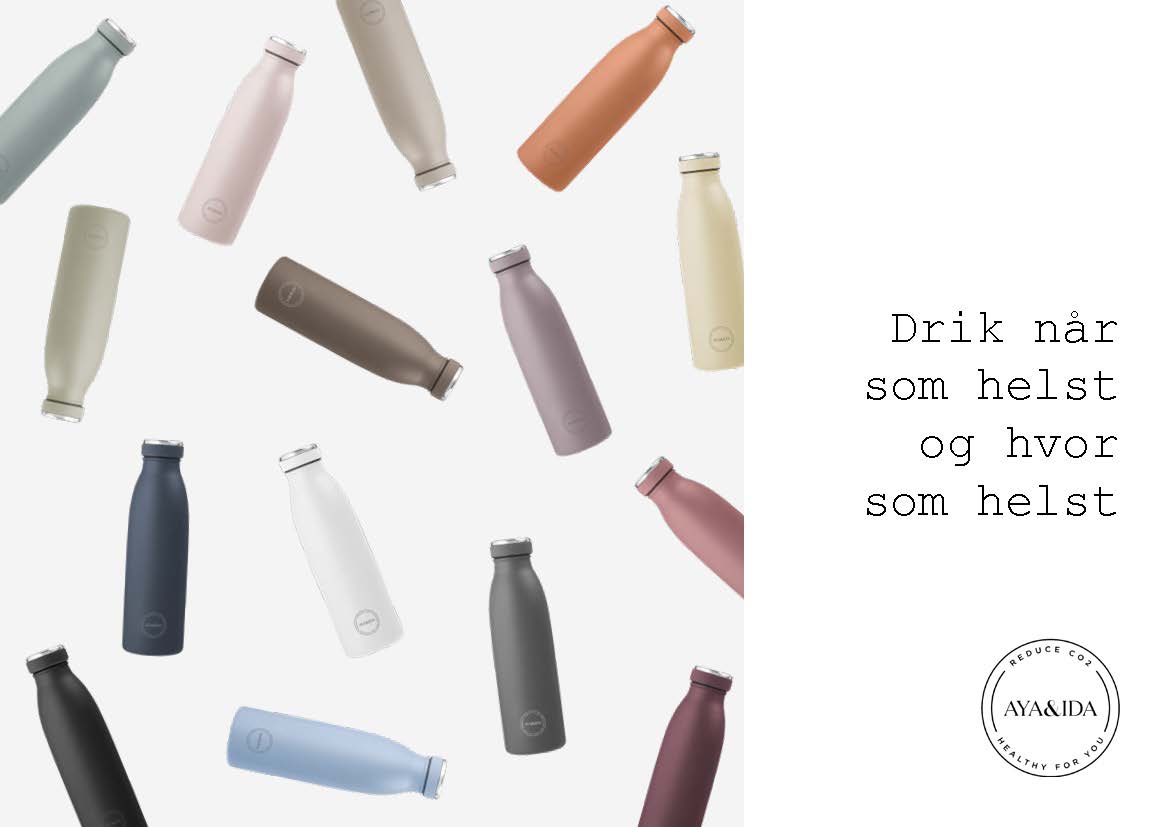 Drik når
som helst
og hvor
som helst
REDUCE CO2
AYA&IDA
HEALTHY FOR YOU